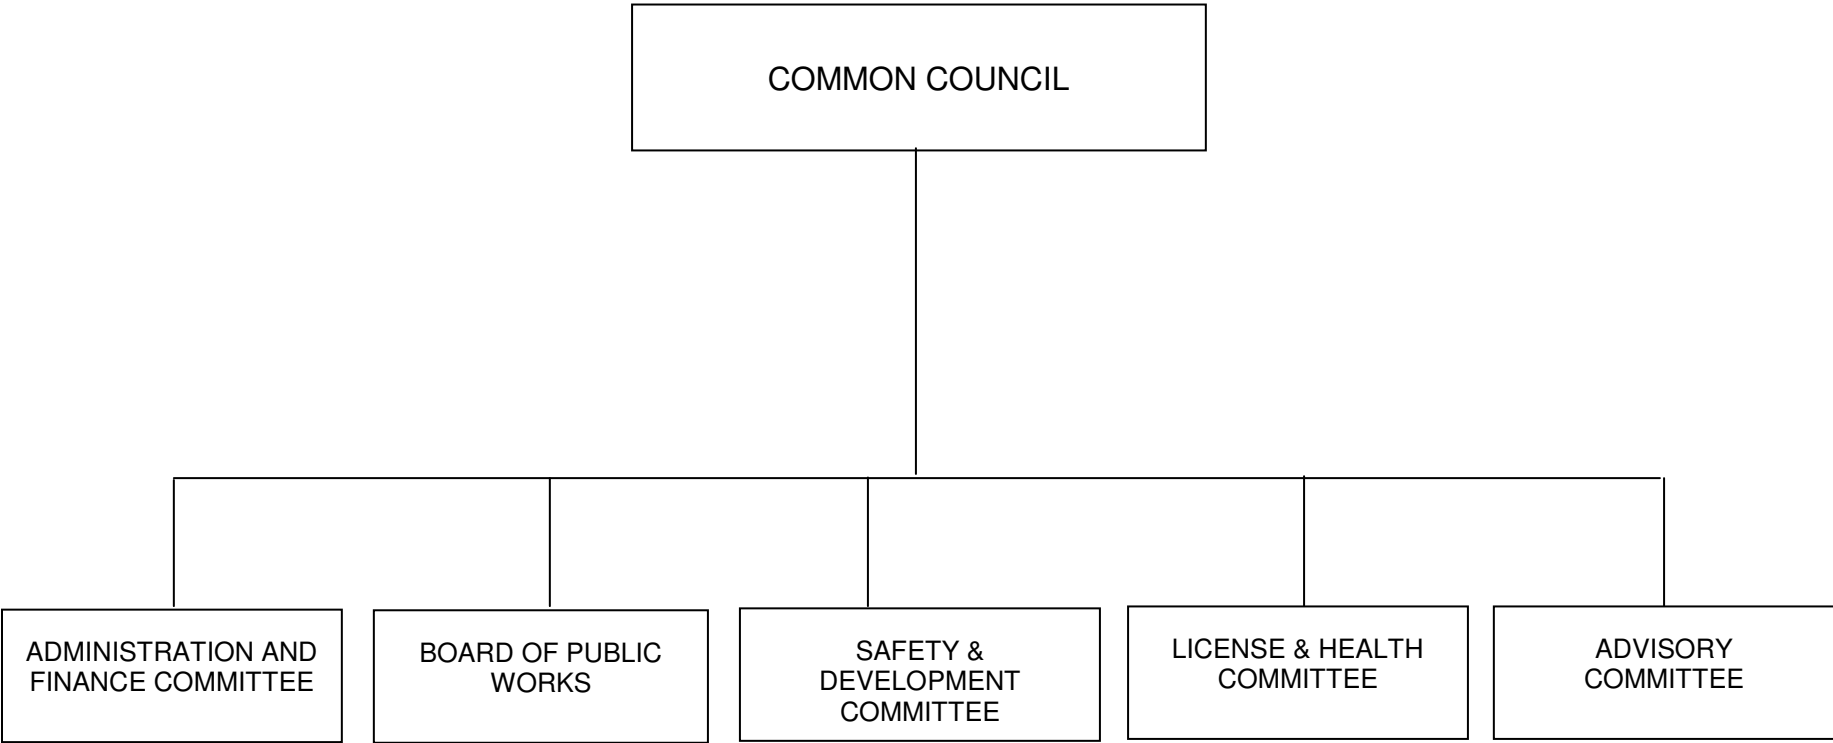 COMMON COUNCIL
ADMINISTRATION AND
FINANCE COMMITTEE
BOARD OF PUBLIC
WORKS
SAFETY &
DEVELOPMENT
COMMITTEE
LICENSE & HEALTH
COMMITTEE
ADVISORY
COMMITTEE